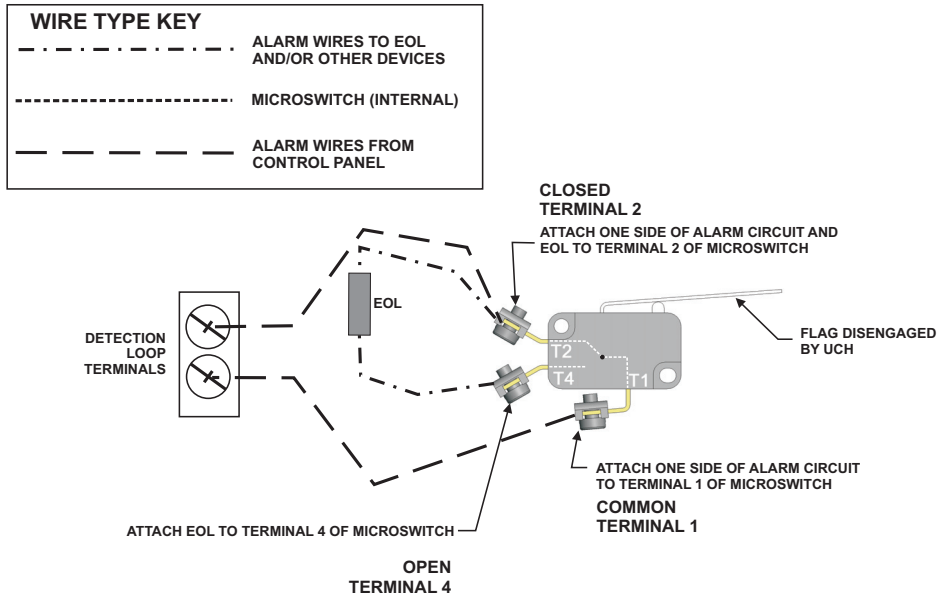 WIRE TYPE KEY
ALARM WIRES TO EOL
AND/OR OTHER DEVICES
MICROSWITCH (INTERNAL)
ALARM WIRES FROM
CONTROL PANEL
CLOSED
TERMINAL 2
ATTACH ONE SIDE OF ALARM CIRCUIT AND
EOL TO TERMINAL 2 OF MICROSWITCH
EOL
DETECTION
LOOP
TERMINALS
FLAG DISENGAGED
BY UCH
T2
T4
T1
ATTACH ONE SIDE OF ALARM CIRCUIT
TO TERMINAL 1 OF MICROSWITCH
COMMON
TERMINAL 1
ATTACH EOL TO TERMINAL 4 OF MICROSWITCH
OPEN
TERMINAL 4